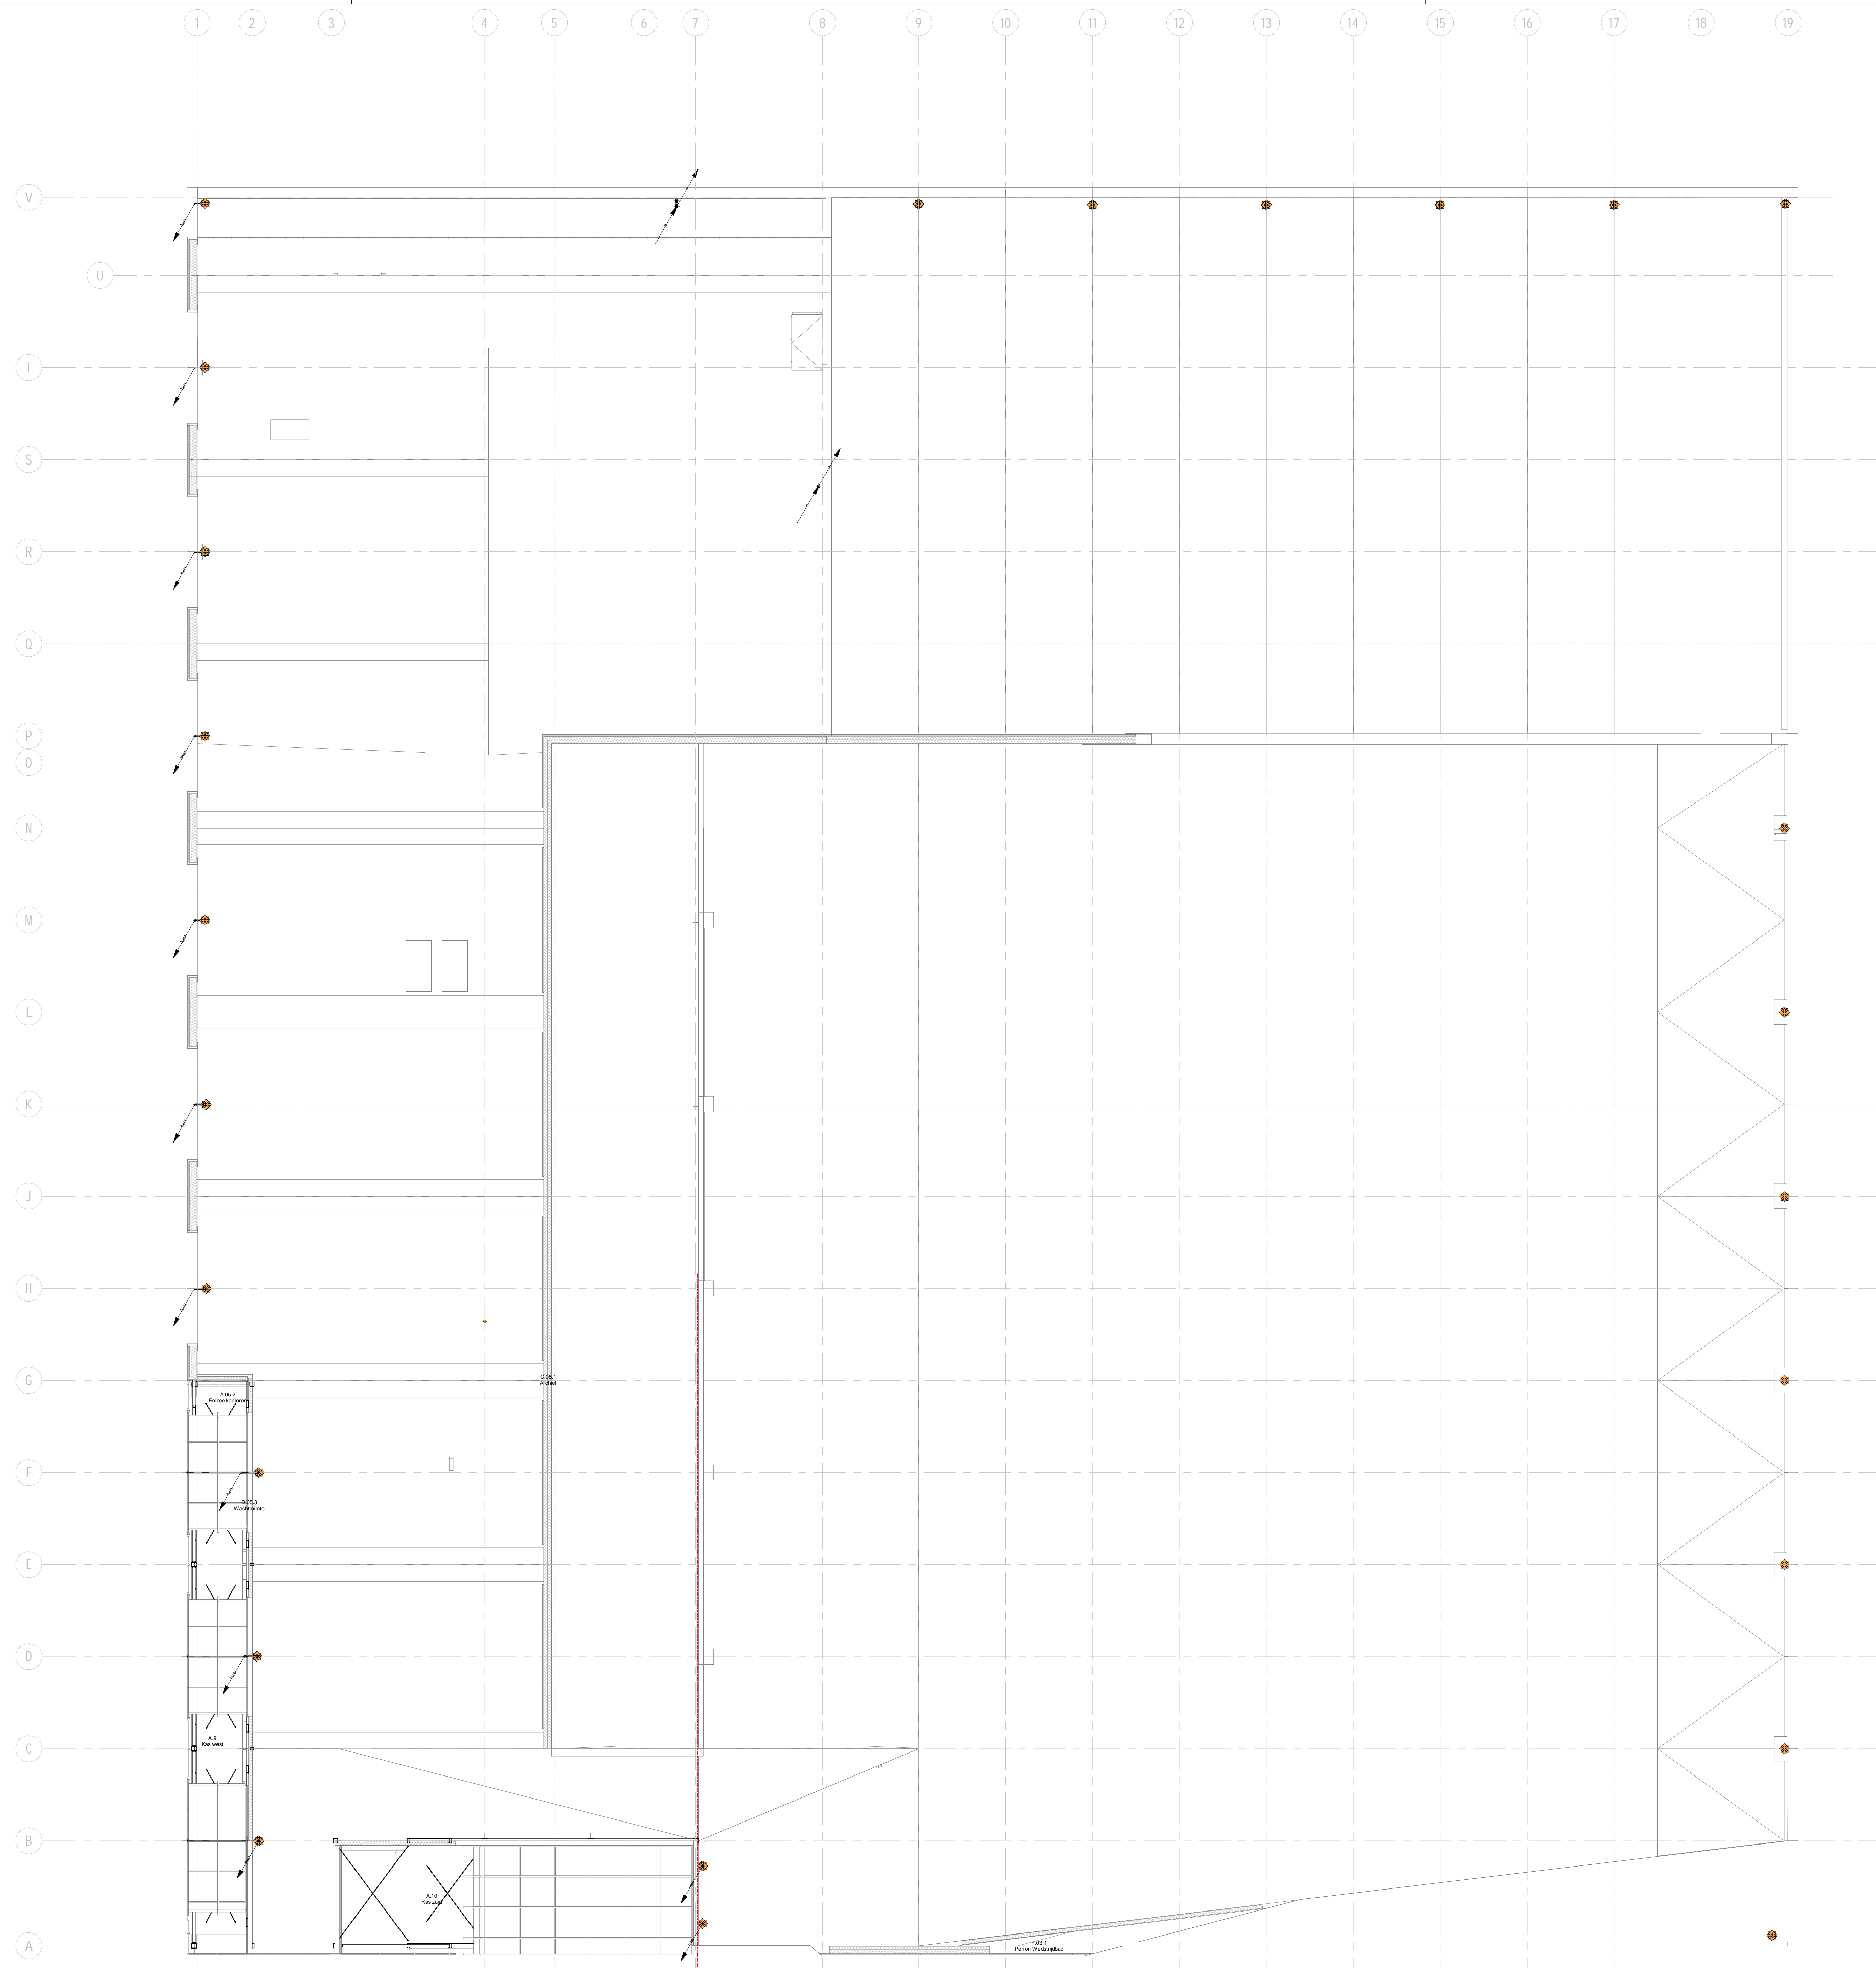 1 2 3 4 5 6 7 8 9 10 11 12 13 14 15 16 17 18 19
V
U
T
S
R
Q
P
O
N
M
L
K
J
H
G
C.05.1
Archief
A.05.2
Entree kantoren
F
D.05.3
Wachtruimte
E
D
A.9
Kas west
C
B
A.10
Kas zuid
A
F.03.1
Perron Wedstrijdbad